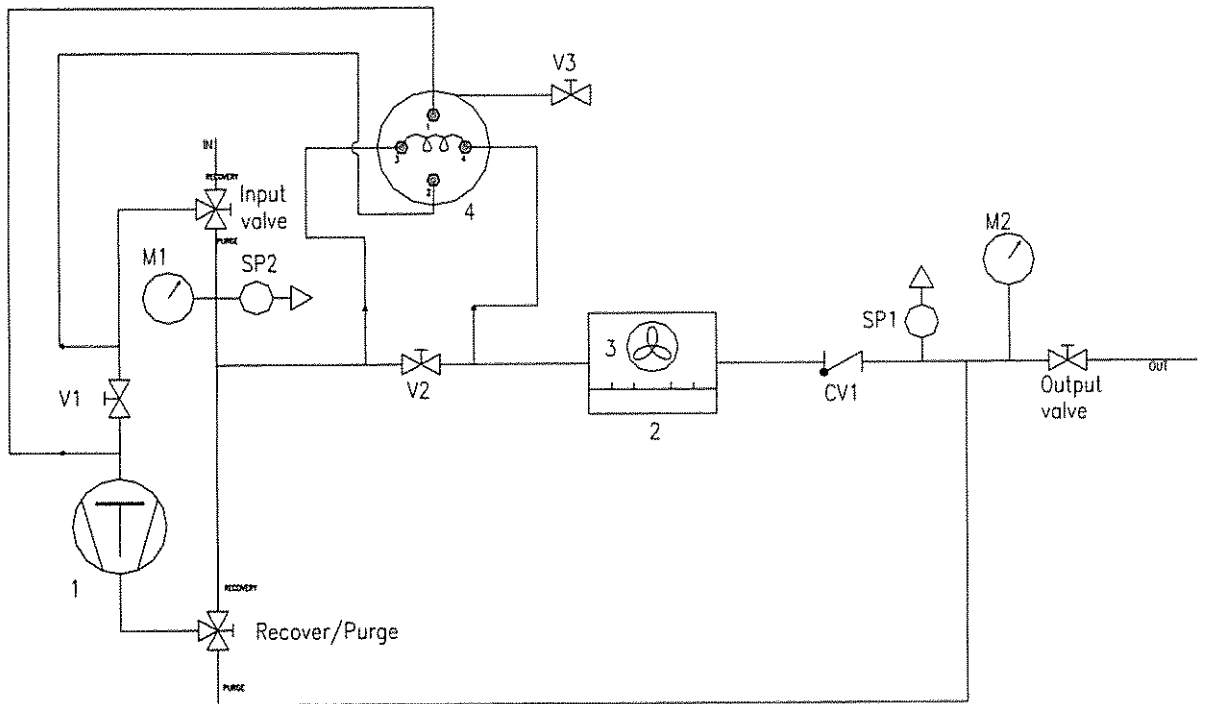 V3
1
3
4
2
4
IN
RECOVERY
Input
valve
PURGE
M1
SP2
M2
SP1
3
V1
V2
CV1
2
Output
valve
OUT
1
RECOVERY
Recover/Purge
PURGE